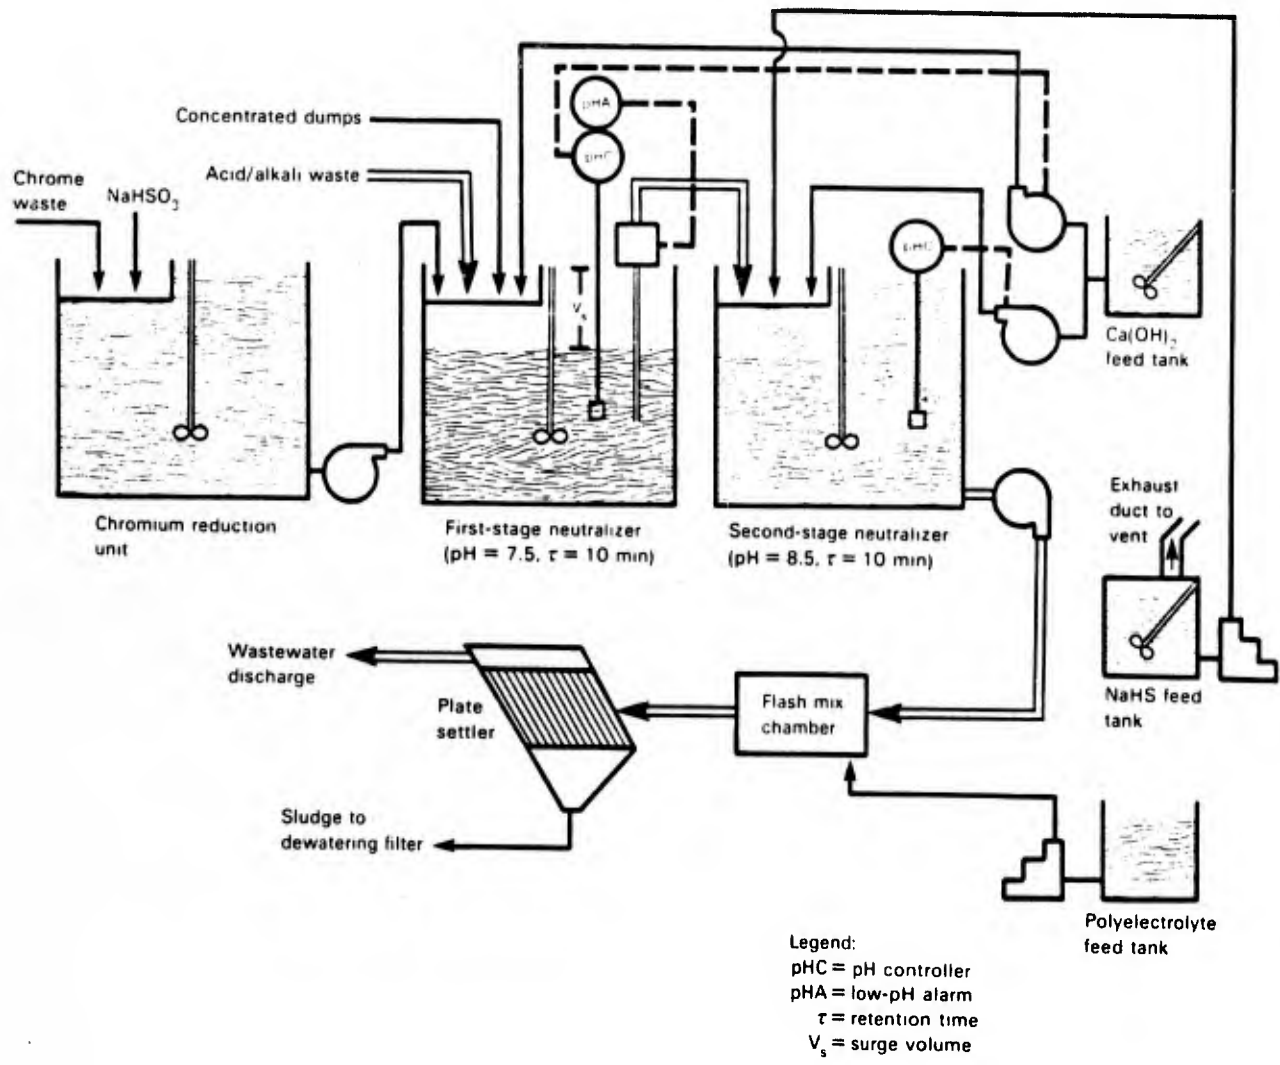 Concentrated dumps
Acid/alkali waste
Chrome
waste
NaHSO₃
pHA
pHC
Vₛ
pHC
Ca(OH)₂
feed tank
Chromium reduction
unit
First-stage neutralizer
(pH = 7.5, τ = 10 min)
Second-stage neutralizer
(pH = 8.5, τ = 10 min)
Exhaust
duct to
vent
NaHS feed
tank
Wastewater
discharge
Plate
settler
Flash mix
chamber
Sludge to
dewatering filter
Polyelectrolyte
feed tank
Legend:
pHC = pH controller
pHA = low-pH alarm
τ = retention time
Vₛ = surge volume